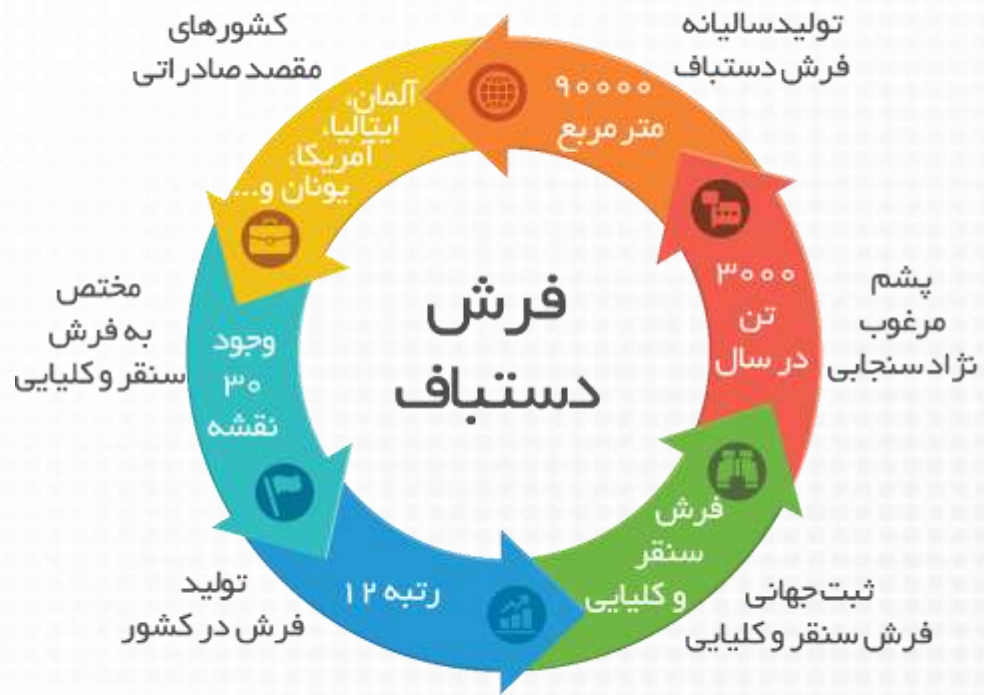 فرش
دستباف
تولید سالیانه
فرش دستباف
۹۰۰۰۰
متر مربع
کشورهای
مقصد صادراتی
آلمان،
ایتالیا،
آمریکا،
یونان و...
مختص
به فرش
سنقر و کلیایی
وجود
۳۰
نقشه
تولید
فرش در کشور
رتبه ۱۲
ثبت جهانی
فرش سنقر و کلیایی
فرش
سنقر
و کلیایی
پشم
مرغوب
نژاد سنجابی
۳۰۰۰
تن
در سال